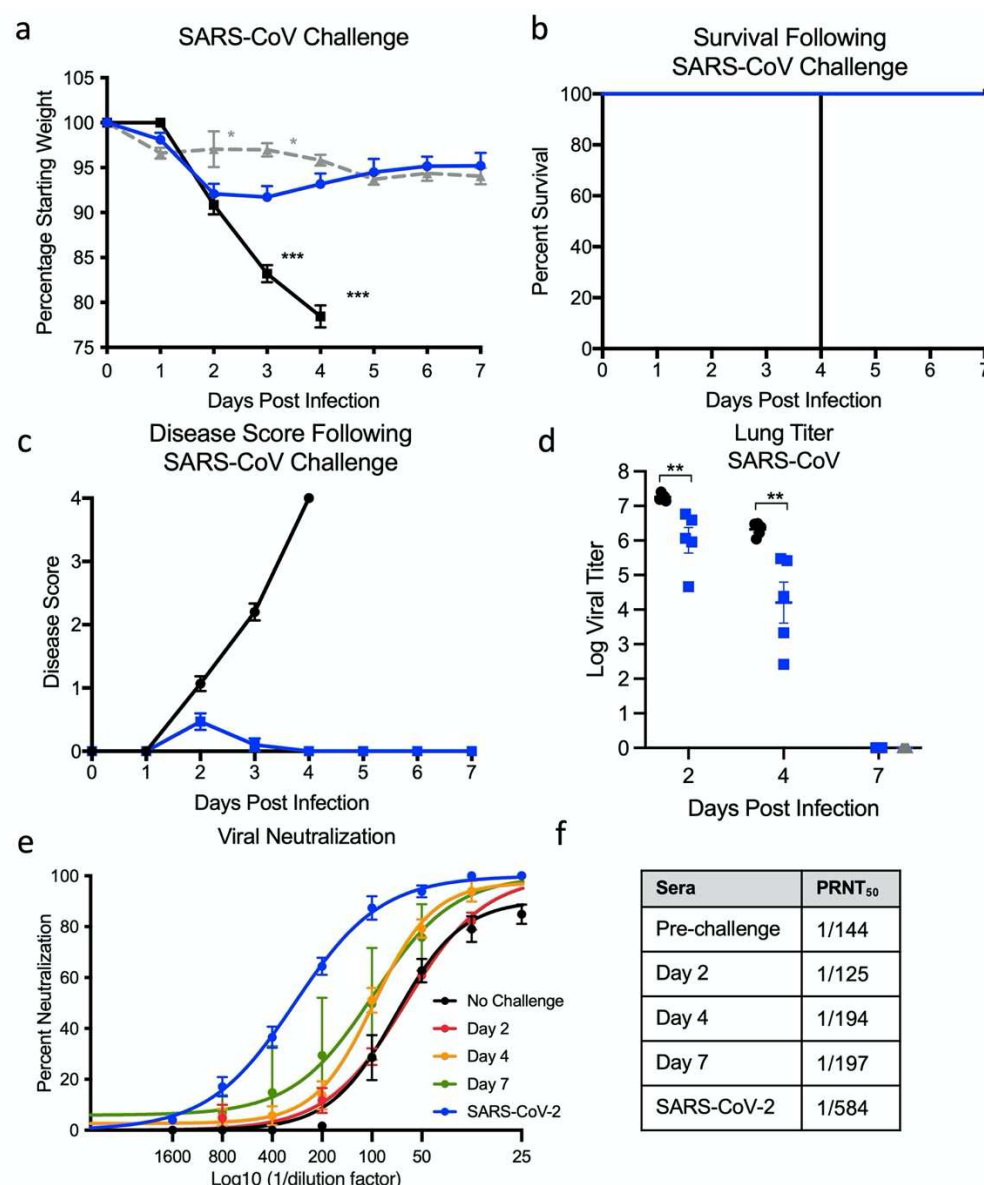 a
SARS-CoV Challenge
105
100
95
90
85
80
75
Percentage Starting Weight
*
*
***
***
0 1 2 3 4 5 6 7
Days Post Infection
b
Survival Following
SARS-CoV Challenge
100
80
60
40
20
0
Percent Survival
0 1 2 3 4 5 6 7
Days Post Infection
c
Disease Score Following
SARS-CoV Challenge
4
3
2
1
0
Disease Score
0 1 2 3 4 5 6 7
Days Post Infection
d
Lung Titer
SARS-CoV
8
7
6
5
4
3
2
1
0
Log Viral Titer
**
**
2 4 7
Days Post Infection
e
Viral Neutralization
100
80
60
40
20
0
Percent Neutralization
No Challenge
Day 2
Day 4
Day 7
SARS-CoV-2
1600 800 400 200 100 50 25
Log10 (1/dilution factor)
f
Sera PRNT₅₀
Pre-challenge 1/144
Day 2 1/125
Day 4 1/194
Day 7 1/197
SARS-CoV-2 1/584